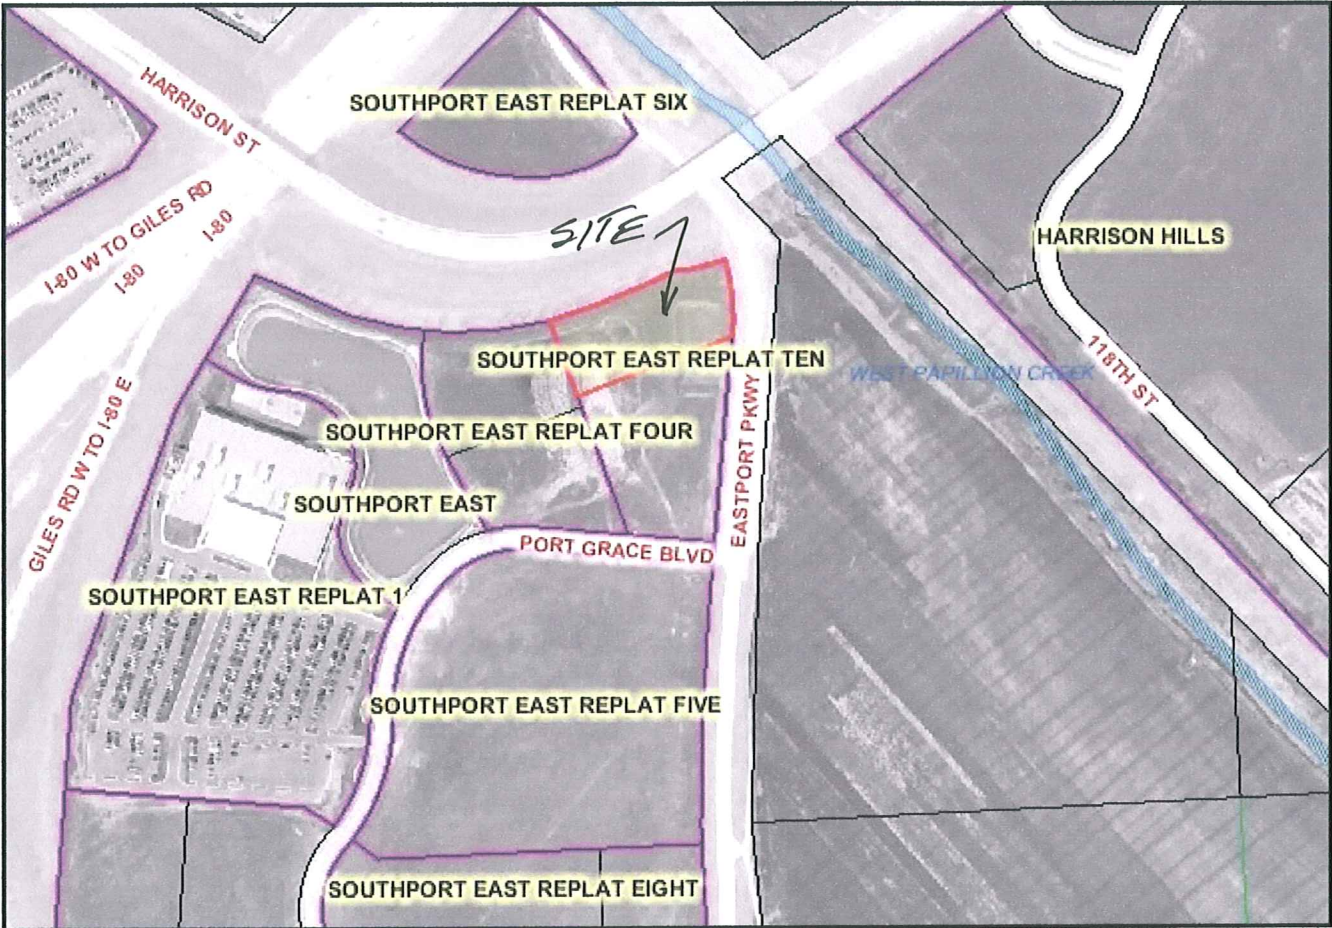 HARRISON ST
SOUTHPORT EAST REPLAT SIX
I-80 W TO GILES RD
I-80
I-80
SITE
HARRISON HILLS
SOUTHPORT EAST REPLAT TEN
WEST PAPILLION CREEK
118TH ST
GILES RD W TO I-80 E
SOUTHPORT EAST REPLAT FOUR
EASTPORT PKWY
SOUTHPORT EAST
PORT GRACE BLVD
SOUTHPORT EAST REPLAT 1
SOUTHPORT EAST REPLAT FIVE
SOUTHPORT EAST REPLAT EIGHT